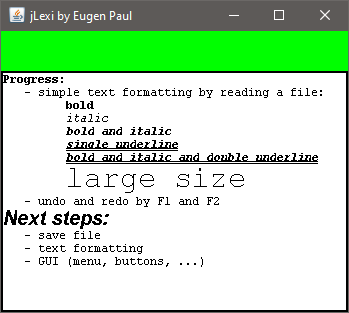 jLexi by Eugen Paul
Progress:
- simple text formatting by reading a file:
bold
italic
bold and italic
single underline
bold and italic and double underline
large size
- undo and redo by F1 and F2
Next steps:
- save file
- text formatting
- GUI (menu, buttons, ...)